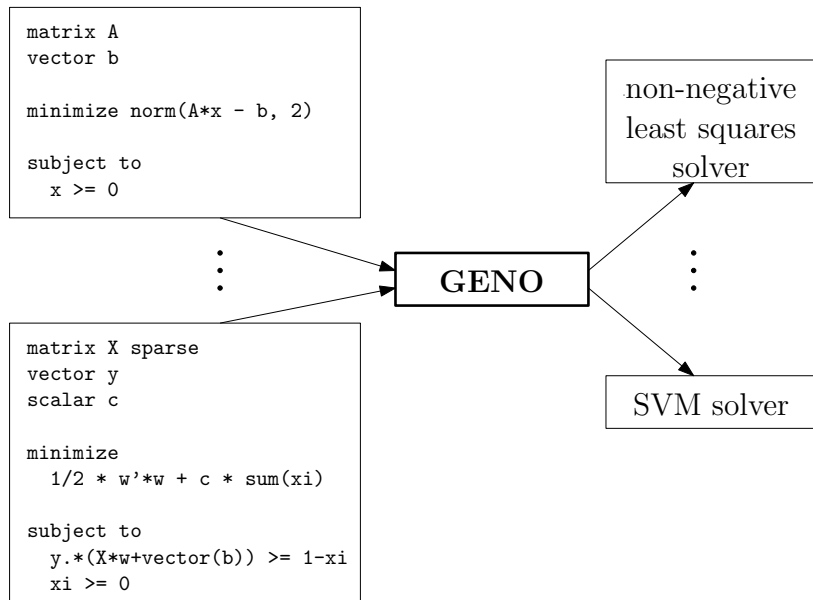 matrix A
vector b
minimize norm(A*x - b, 2)
subject to
x >= 0
matrix X sparse
vector y
scalar c
minimize
1/2 * w'*w + c * sum(xi)
subject to
y.*(X*w+vector(b)) >= 1-xi
xi >= 0
GENO
non-negative
least squares
solver
SVM solver